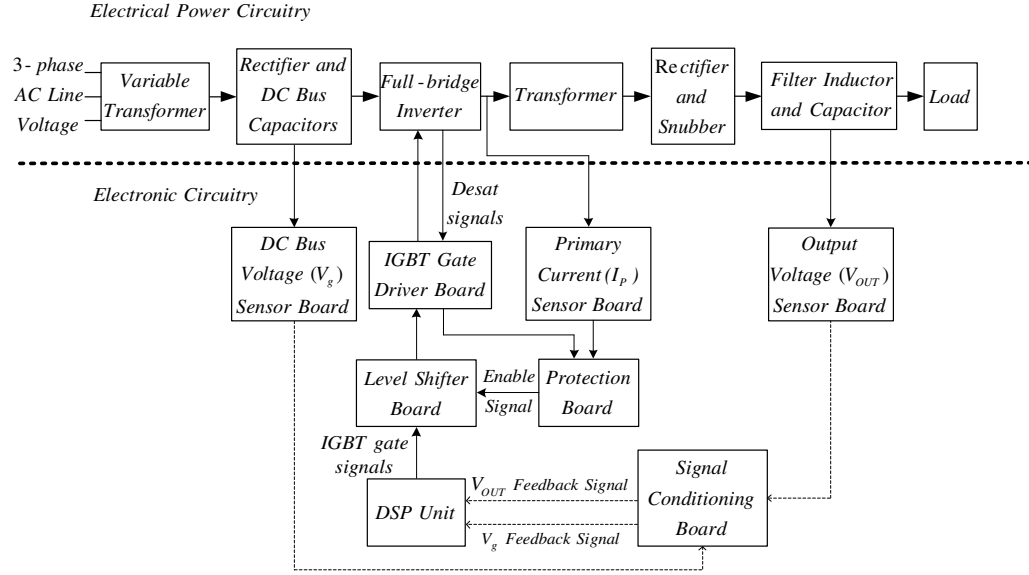 Electrical Power Circuitry
3- phase
AC Line
Voltage
Variable
Transformer
Rectifier and
DC Bus
Capacitors
Full - bridge
Inverter
Transformer
Rectifier
and
Snubber
Filter Inductor
and Capacitor
Load
Electronic Circuitry
Desat
signals
DC Bus
Voltage (Vg)
Sensor Board
IGBT Gate
Driver Board
Primary
Current (IP)
Sensor Board
Output
Voltage (VOUT)
Sensor Board
Level Shifter
Board
Enable
Signal
Protection
Board
IGBT gate
signals
DSP Unit
VOUT Feedback Signal
Vg Feedback Signal
Signal
Conditioning
Board